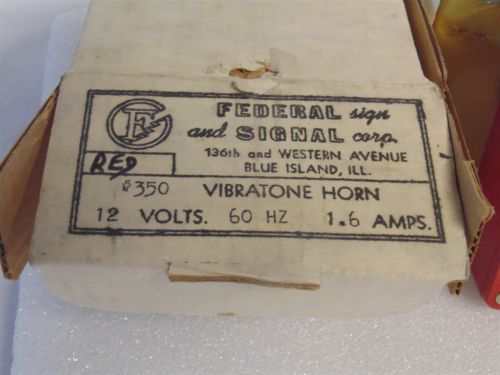 FEDERAL sign
and SIGNAL corp.
136th and WESTERN AVENUE
BLUE ISLAND, ILL.
RED
#350 VIBRATONE HORN
12 VOLTS. 60 HZ 1.6 AMPS.